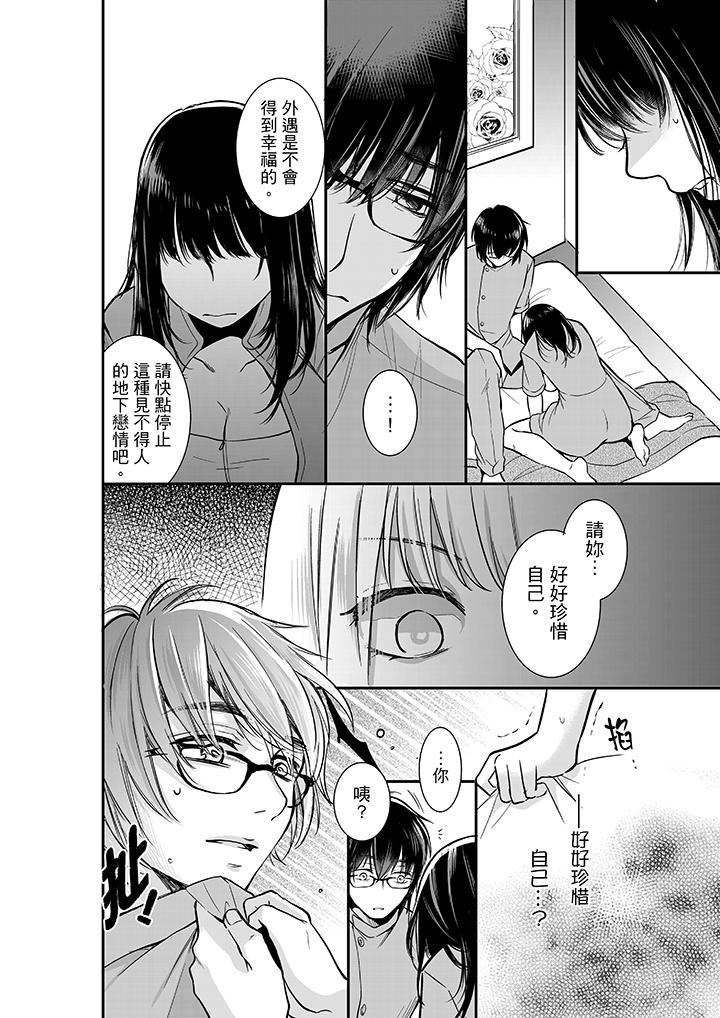 …！
外遇是不會
得到幸福的。
請快點停止
這種見不得人
的地下戀情吧。
請妳…
好好珍惜
自己。
掐
——好好珍惜
自己…？
…你
咦？
扯！